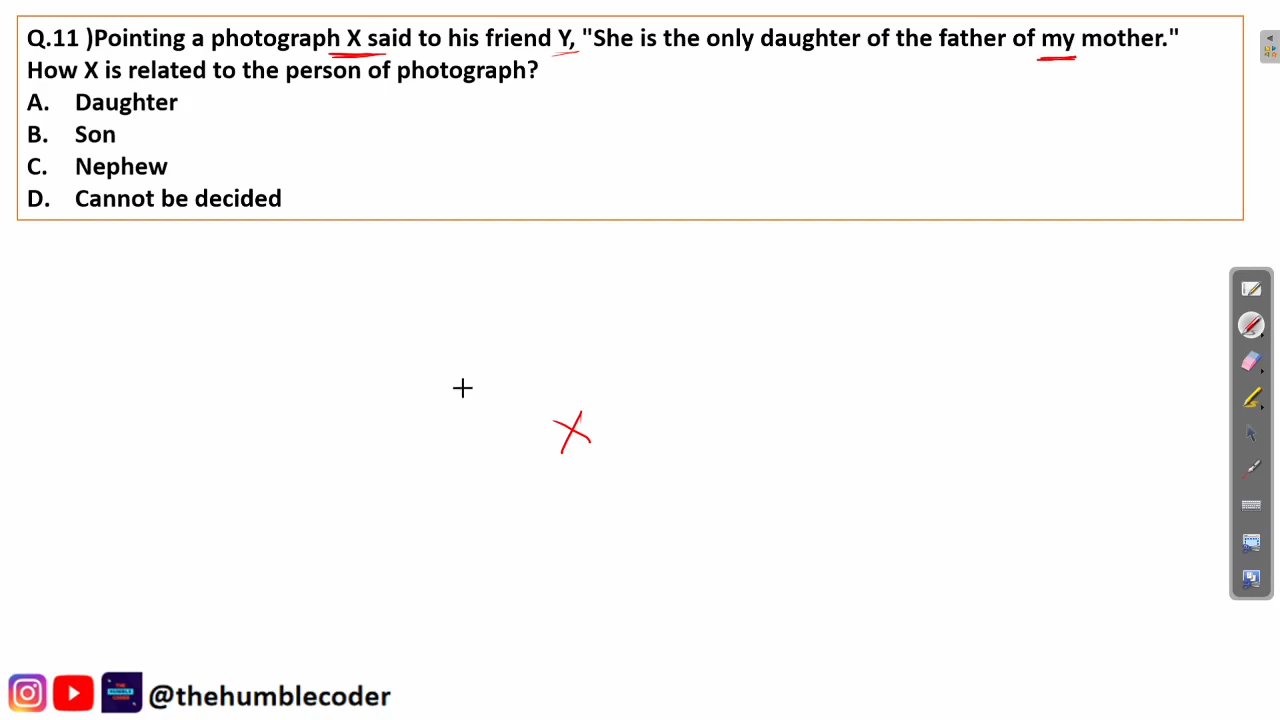 Q.11 )Pointing a photograph X said to his friend Y, "She is the only daughter of the father of my mother."
How X is related to the person of photograph?
A. Daughter
B. Son
C. Nephew
D. Cannot be decided
X
@thehumblecoder